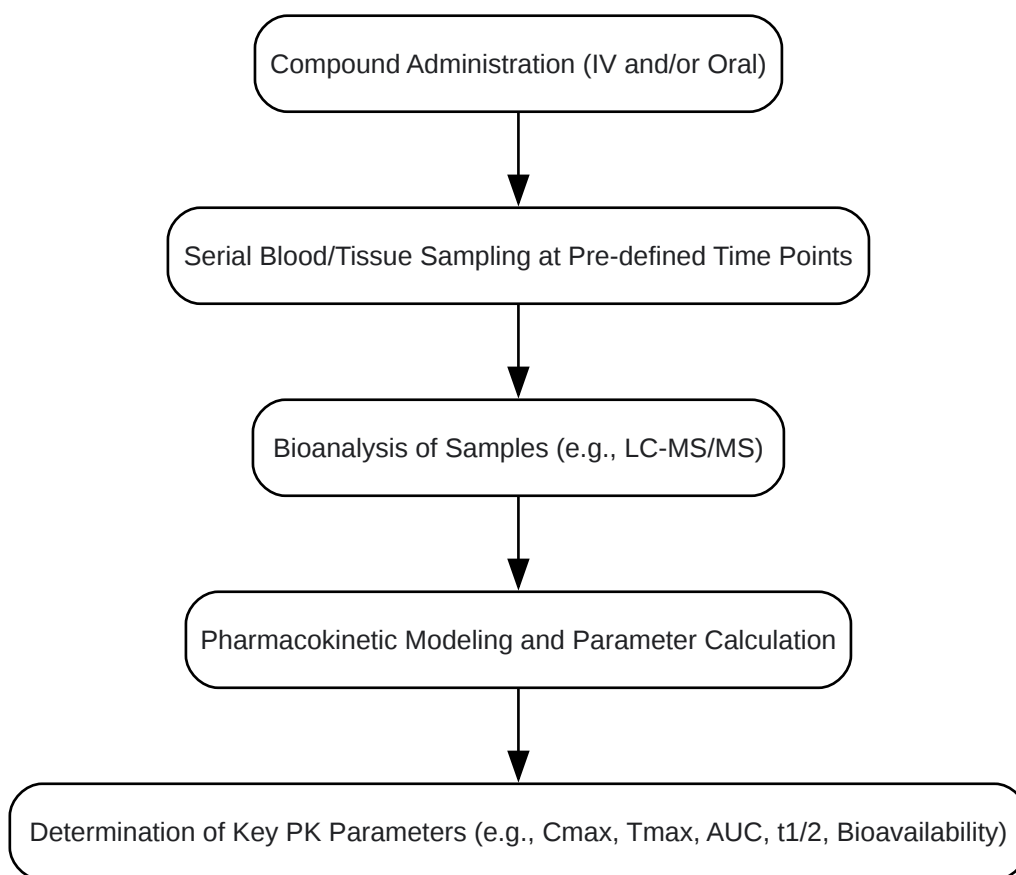 Compound Administration (IV and/or Oral)
Serial Blood/Tissue Sampling at Pre-defined Time Points
Bioanalysis of Samples (e.g., LC-MS/MS)
Pharmacokinetic Modeling and Parameter Calculation
Determination of Key PK Parameters (e.g., Cmax, Tmax, AUC, t1/2, Bioavailability)